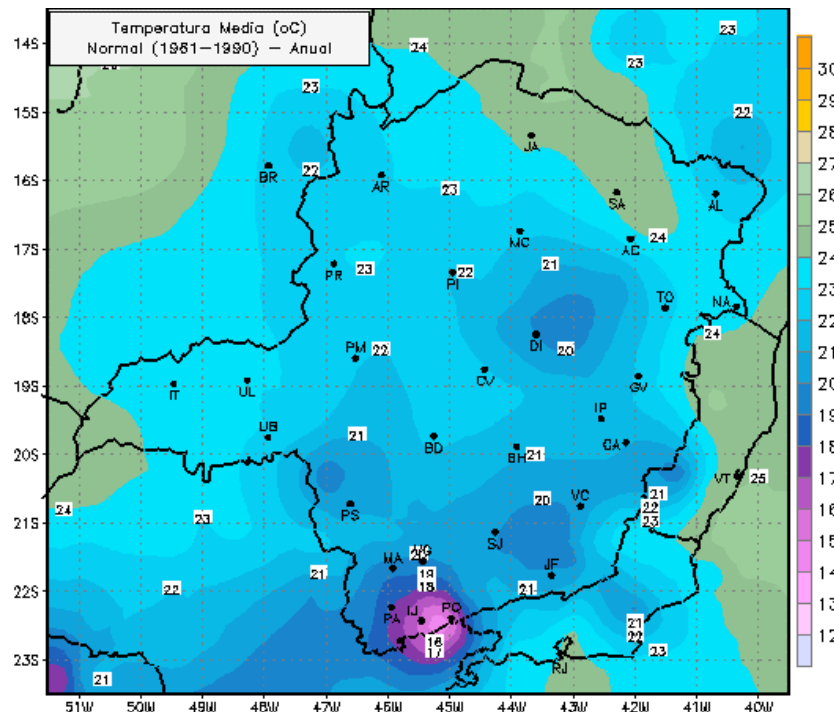 Temperatura Media (oC)
Normal (1961-1990) - Anual
14S
24
23
23
30
29
23
15S
22
28
JA
27
BR
22
16S
AR
23
SA
AL
26
MC
24
25
17S
AC
21
PR
23
PI
22
24
TO
NA
18S
24
23
DI
20
PM
22
22
19S
IT
UL
CV
GV
21
UB
IP
20
20S
21
BD
BH
21
CA
19
VT
25
18
21S
24
23
PS
20
VC
21
22
23
17
SJ
16
MA
22S
22
21
19
18
JF
21
15
PA
IJ
PQ
14
21
22
13
23S
21
16
17
RJ
23
12
51W
50W
49W
48W
47W
46W
45W
44W
43W
42W
41W
40W